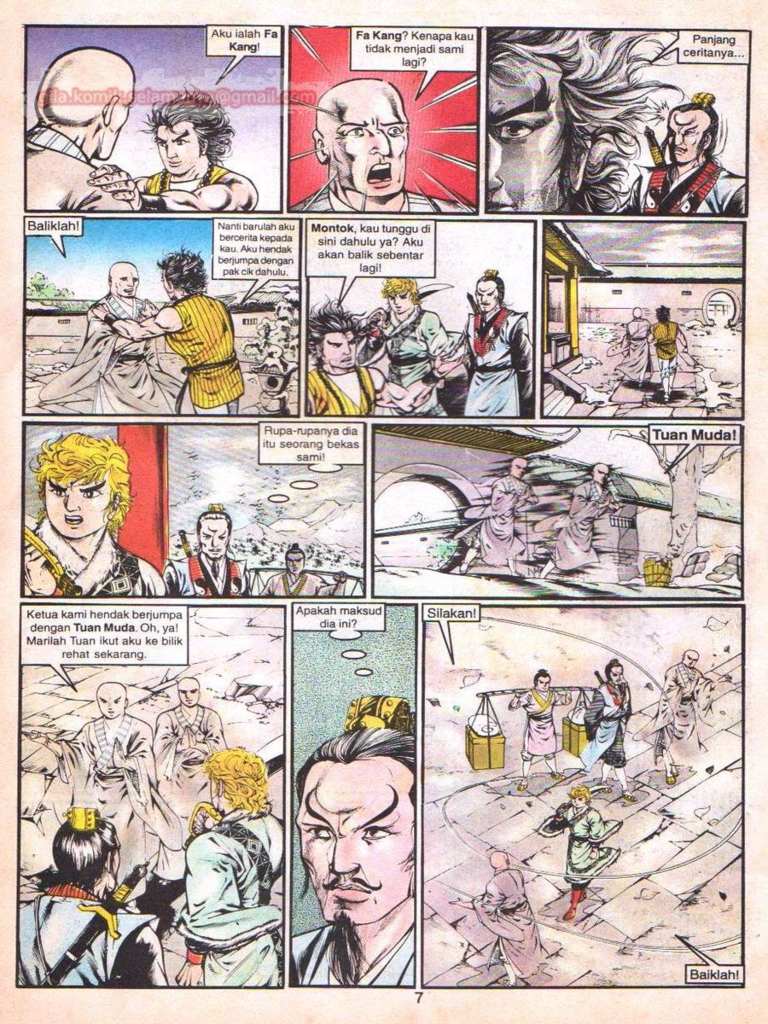 Aku ialah Fa
Kang!
Fa Kang? Kenapa kau
tidak menjadi sami
lagi?
Panjang
ceritanya...
Baliklah!
Nanti barulah aku
bercerita kepada
kau. Aku hendak
berjumpa dengan
pak cik dahulu.
Montok, kau tunggu di
sini dahulu ya? Aku
akan balik sebentar
lagi!
Rupa-rupanya dia
itu seorang bekas
sami!
Tuan Muda!
Ketua kami hendak berjumpa
dengan Tuan Muda. Oh, ya!
Marilah Tuan ikut aku ke bilik
rehat sekarang.
Apakah maksud
dia ini?
Silakan!
Baiklah!
7